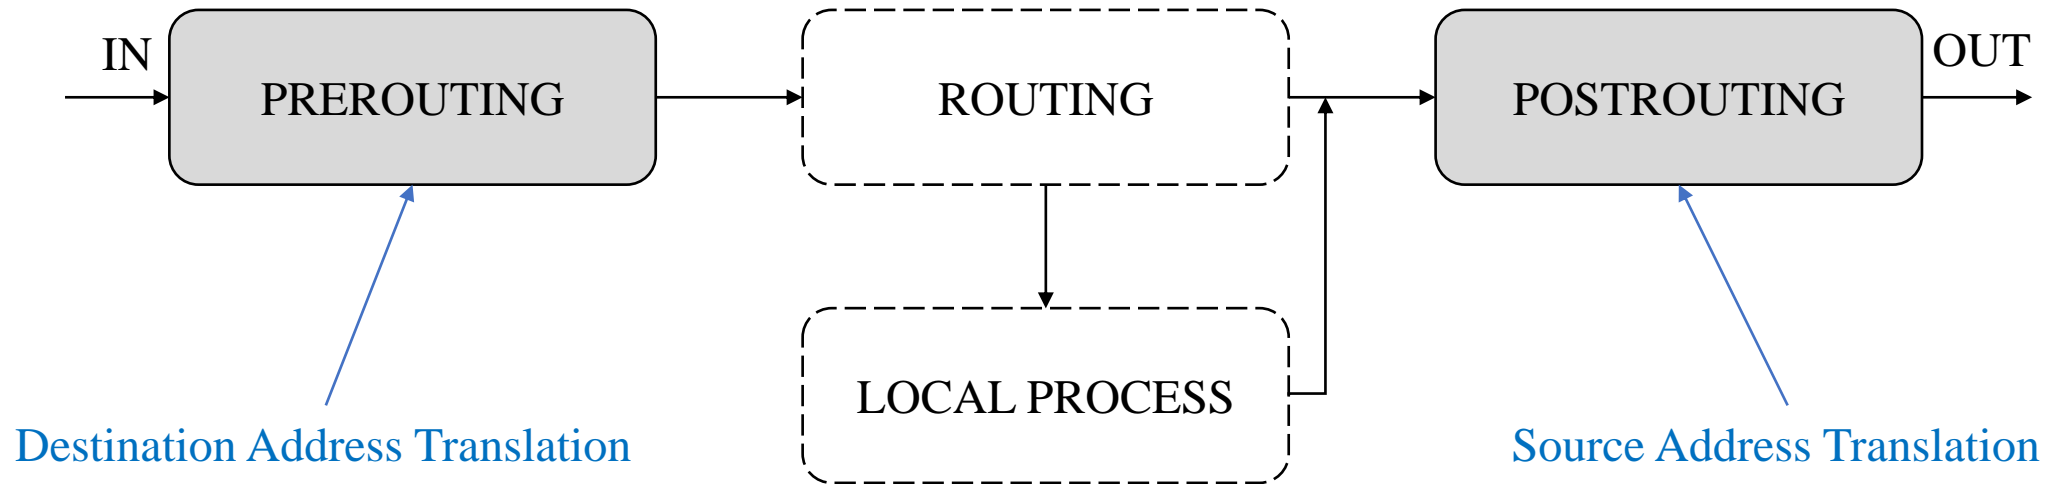 IN
PREROUTING
ROUTING
POSTROUTING
OUT
LOCAL PROCESS
Destination Address Translation
Source Address Translation